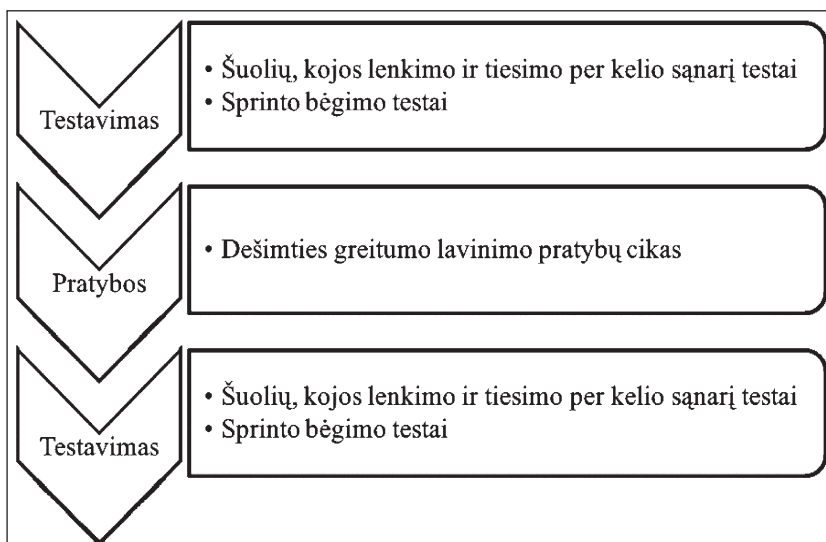 • Šuolių, kojos lenkimo ir tiesimo per kelio sąnarį testai
• Sprinto bėgimo testai
Testavimas
• Dešimties greitumo lavinimo pratybų cikas
Pratybos
• Šuolių, kojos lenkimo ir tiesimo per kelio sąnarį testai
• Sprinto bėgimo testai
Testavimas